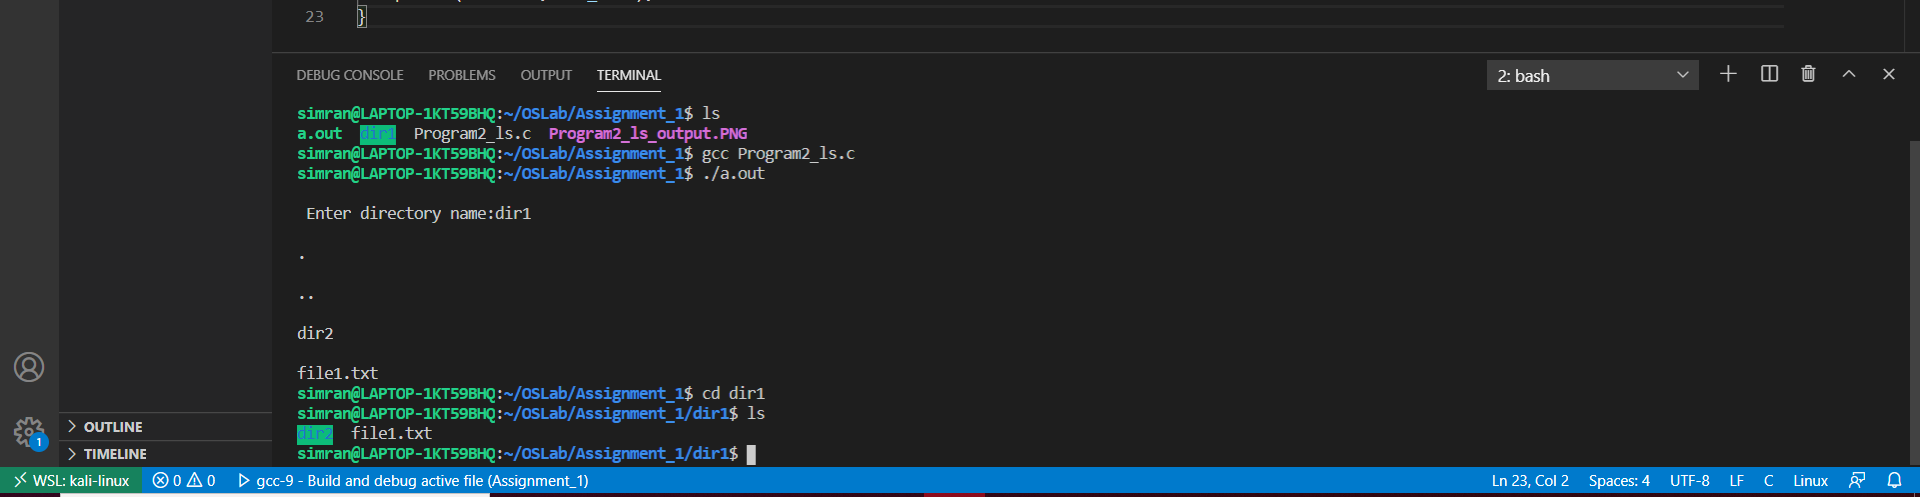 23 }
DEBUG CONSOLE PROBLEMS OUTPUT TERMINAL 2: bash
simran@LAPTOP-1KT59BHQ:~/OSLab/Assignment_1$ ls
a.out dir1 Program2_ls.c Program2_ls_output.PNG
simran@LAPTOP-1KT59BHQ:~/OSLab/Assignment_1$ gcc Program2_ls.c
simran@LAPTOP-1KT59BHQ:~/OSLab/Assignment_1$ ./a.out
Enter directory name:dir1
.
..
dir2
file1.txt
simran@LAPTOP-1KT59BHQ:~/OSLab/Assignment_1$ cd dir1
simran@LAPTOP-1KT59BHQ:~/OSLab/Assignment_1/dir1$ ls
dir2 file1.txt
simran@LAPTOP-1KT59BHQ:~/OSLab/Assignment_1/dir1$
1
OUTLINE
TIMELINE
WSL: kali-linux 0 0 gcc-9 - Build and debug active file (Assignment_1) Ln 23, Col 2 Spaces: 4 UTF-8 LF C Linux